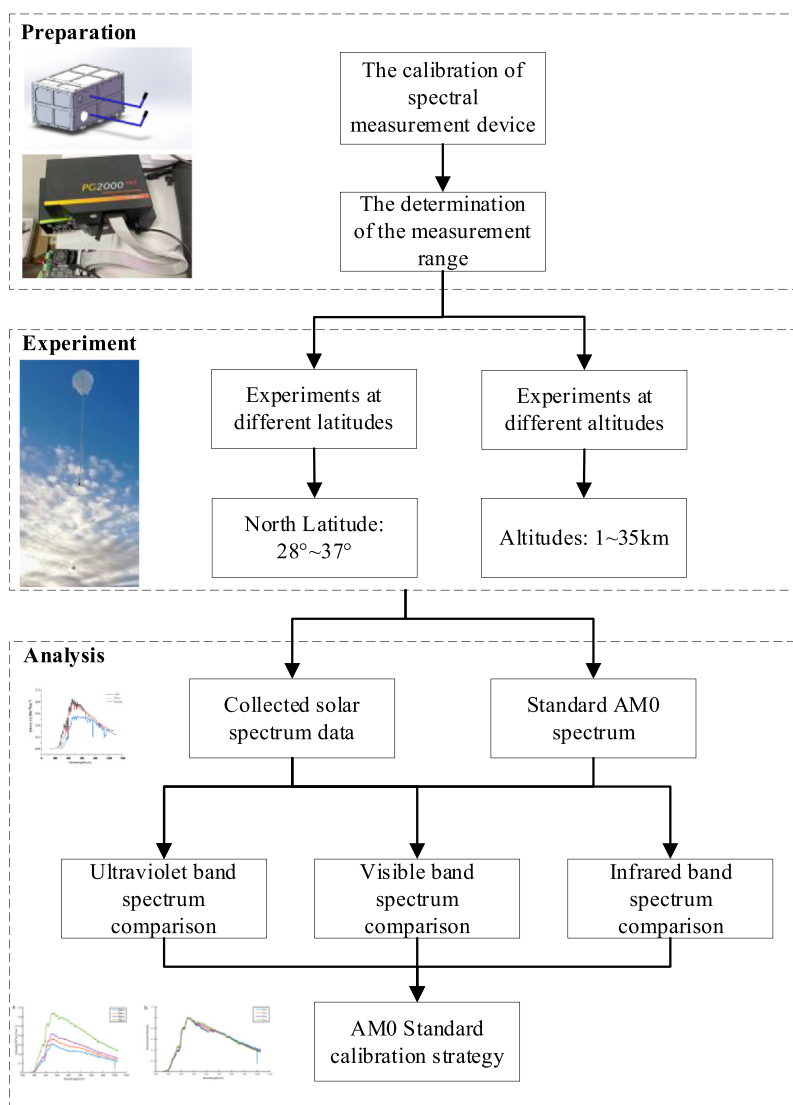 Preparation
The calibration of
spectral
measurement device
PG2000
The determination
of the measurement
range
Experiment
Experiments at
different latitudes
Experiments at
different altitudes
North Latitude:
28°~37°
Altitudes: 1~35km
Analysis
Collected solar
spectrum data
Standard AM0
spectrum
Ultraviolet band
spectrum
comparison
Visible band
spectrum
comparison
Infrared band
spectrum
comparison
a
b
AM0 Standard
calibration strategy